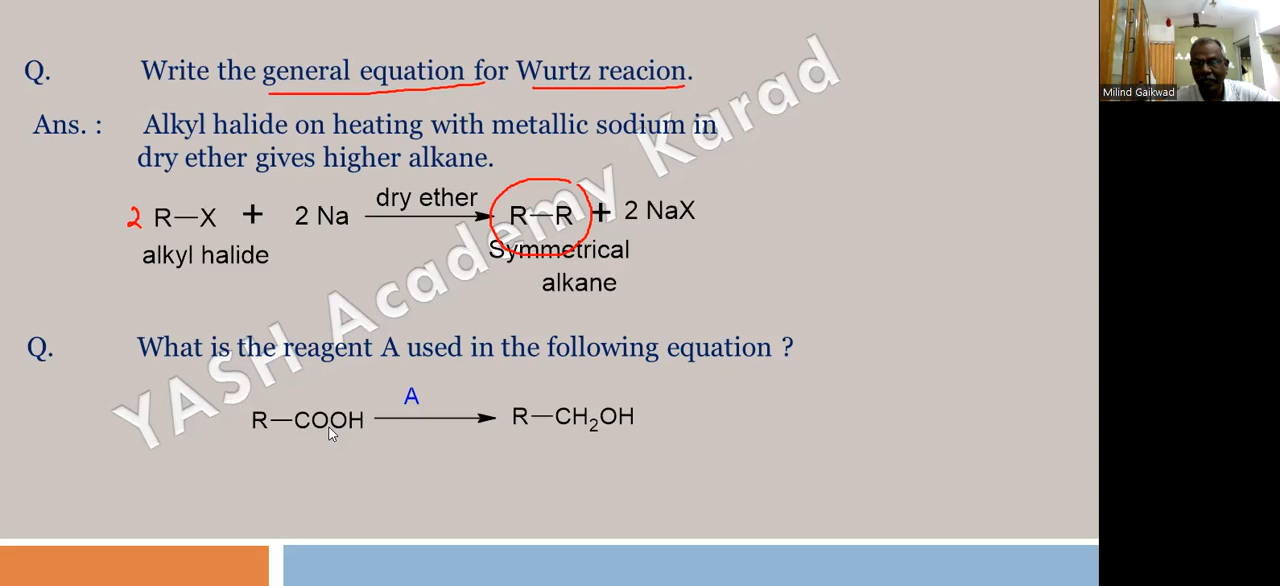 Q. Write the general equation for Wurtz reacion.
Ans. : Alkyl halide on heating with metallic sodium in
dry ether gives higher alkane.
dry ether
2 R—X + 2 Na R—R + 2 NaX
alkyl halide Symmetrical
alkane
Q. What is the reagent A used in the following equation ?
A
R—COOH R—CH₂OH
YASH Academy Karad
Milind Gaikwad